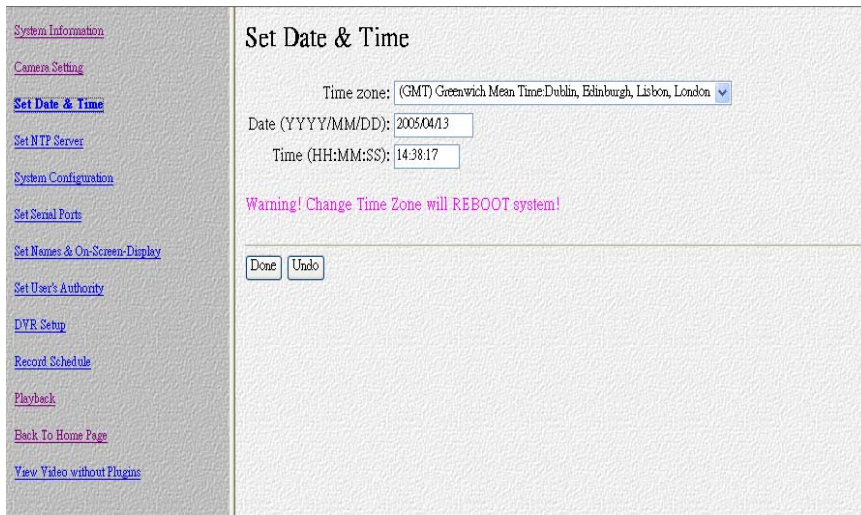 System Information
Camera Setting
Set Date & Time
Set NTP Server
System Configuration
Set Serial Ports
Set Names & On-Screen-Display
Set User's Authority
DVR Setup
Record Schedule
Playback
Back To Home Page
View Video without Plugins
Set Date & Time
Time zone: (GMT) Greenwich Mean Time:Dublin, Edinburgh, Lisbon, London
Date (YYYY/MM/DD): 2005/04/13
Time (HH:MM:SS): 14:38:17
Warning! Change Time Zone will REBOOT system!
Done Undo